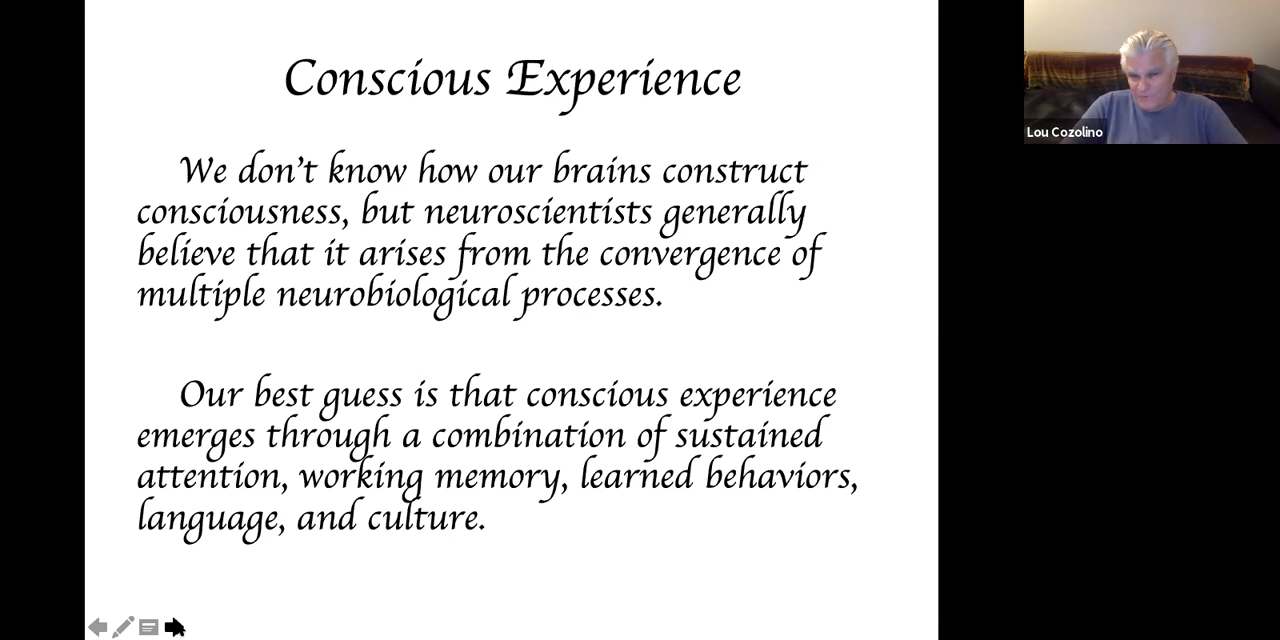 Conscious Experience
We don't know how our brains construct
consciousness, but neuroscientists generally
believe that it arises from the convergence of
multiple neurobiological processes.
Our best guess is that conscious experience
emerges through a combination of sustained
attention, working memory, learned behaviors,
language, and culture.
Lou Cozolino